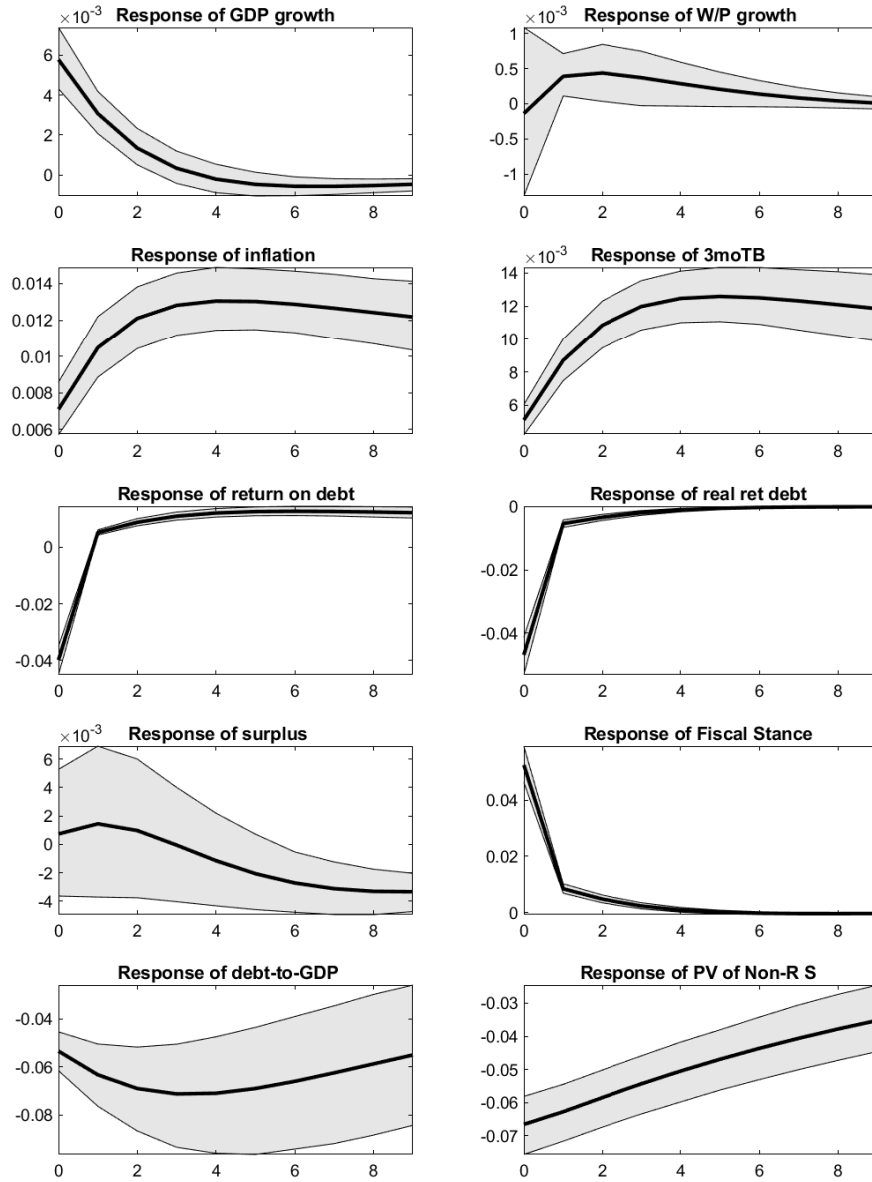 Response of GDP growth
×10⁻³
6
4
2
0
0 2 4 6 8
Response of W/P growth
×10⁻³
1
0.5
0
-0.5
-1
0 2 4 6 8
Response of inflation
0.014
0.012
0.01
0.008
0.006
0 2 4 6 8
Response of 3moTB
×10⁻³
14
12
10
8
6
0 2 4 6 8
Response of return on debt
0
-0.02
-0.04
0 2 4 6 8
Response of real ret debt
0
-0.02
-0.04
0 2 4 6 8
Response of surplus
×10⁻³
6
4
2
0
-2
-4
0 2 4 6 8
Response of Fiscal Stance
0.04
0.02
0
0 2 4 6 8
Response of debt-to-GDP
-0.04
-0.06
-0.08
0 2 4 6 8
Response of PV of Non-R S
-0.03
-0.04
-0.05
-0.06
-0.07
0 2 4 6 8